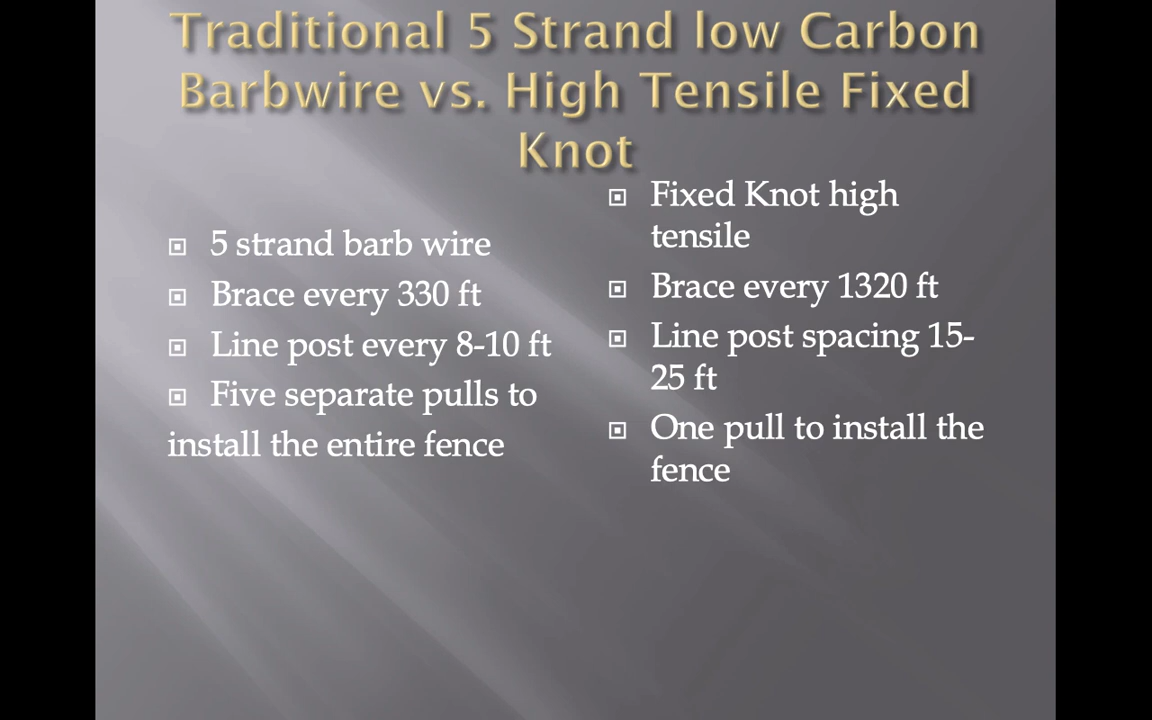 Traditional 5 Strand low Carbon
Barbwire vs. High Tensile Fixed
Knot
5 strand barb wire
Brace every 330 ft
Line post every 8-10 ft
Five separate pulls to
install the entire fence
Fixed Knot high
tensile
Brace every 1320 ft
Line post spacing 15-
25 ft
One pull to install the
fence